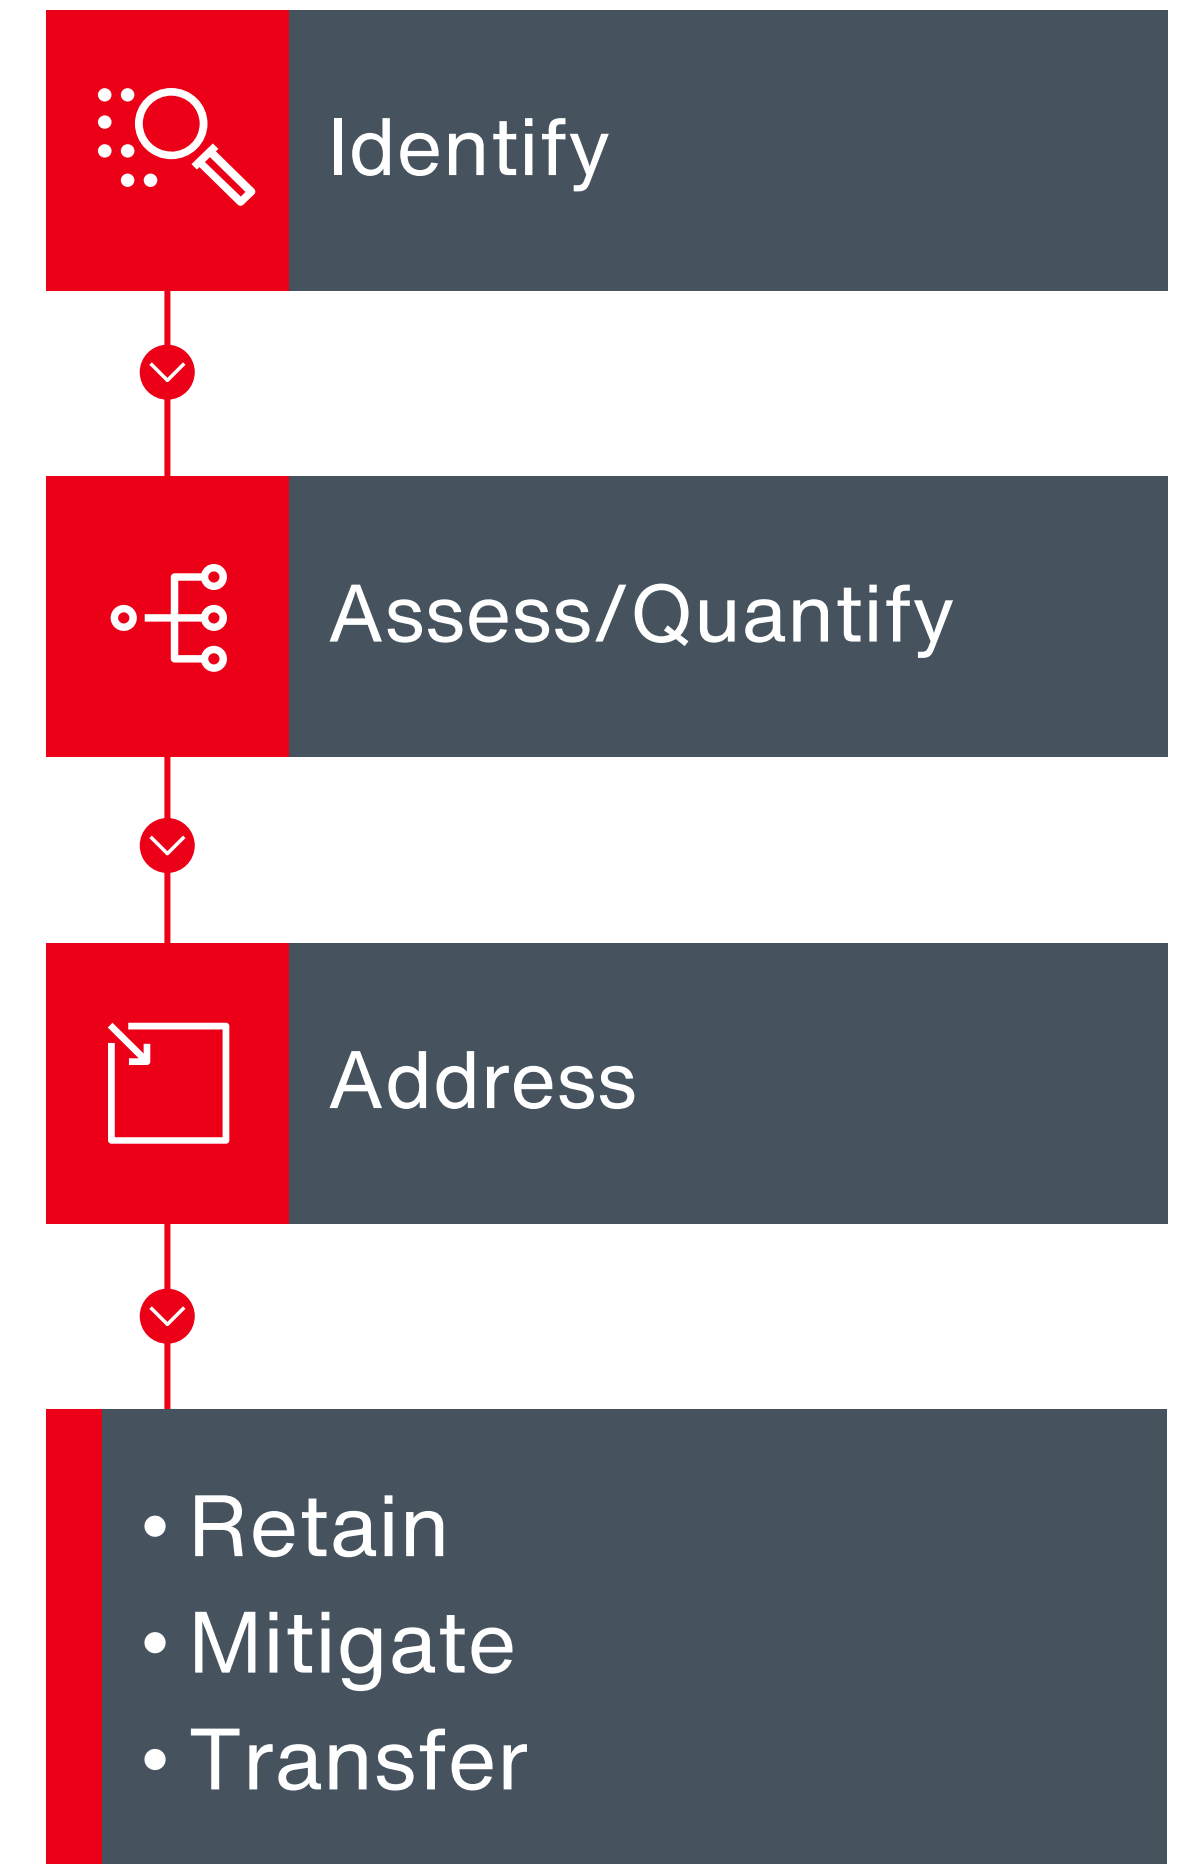 Identify
Assess/Quantify
Address
• Retain
• Mitigate
• Transfer